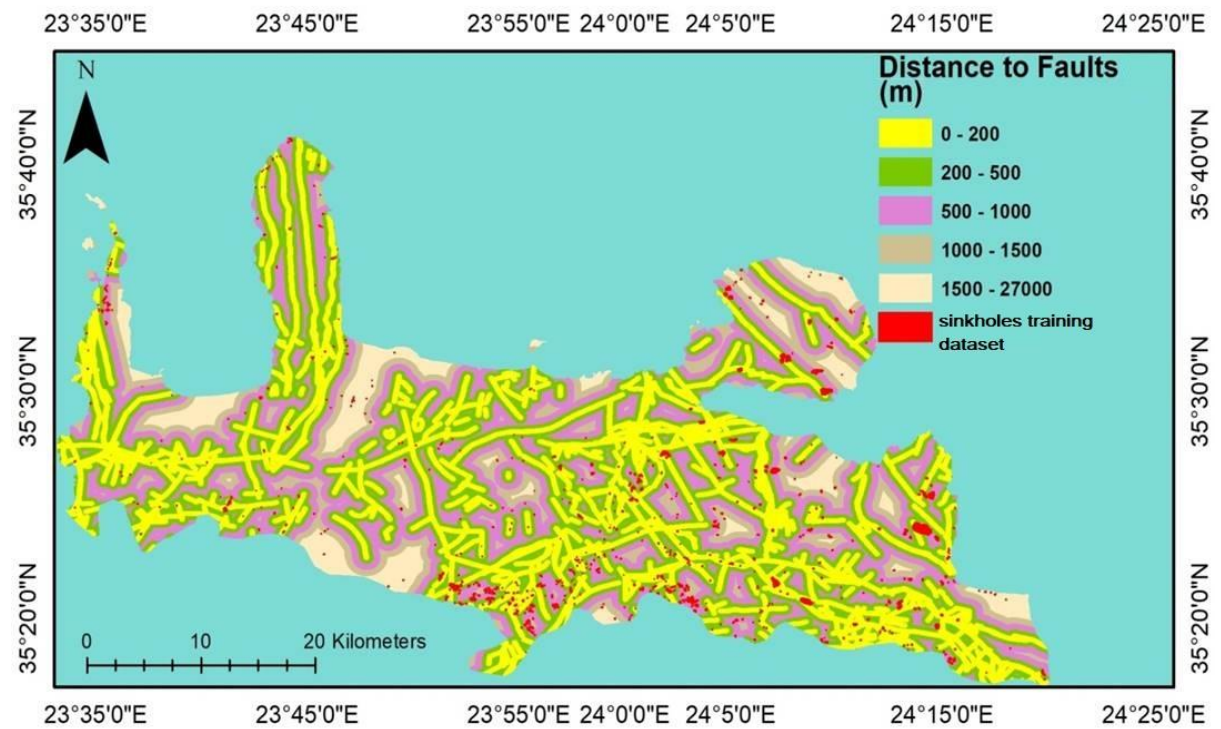 23°35'0"E 23°45'0"E 23°55'0"E 24°0'0"E 24°5'0"E 24°15'0"E 24°25'0"E
N
Distance to Faults
(m)
0 - 200
200 - 500
500 - 1000
1000 - 1500
1500 - 27000
sinkholes training
dataset
35°40'0"N
35°30'0"N
35°20'0"N
35°40'0"N
35°30'0"N
35°20'0"N
0 10 20 Kilometers
23°35'0"E 23°45'0"E 23°55'0"E 24°0'0"E 24°5'0"E 24°15'0"E 24°25'0"E